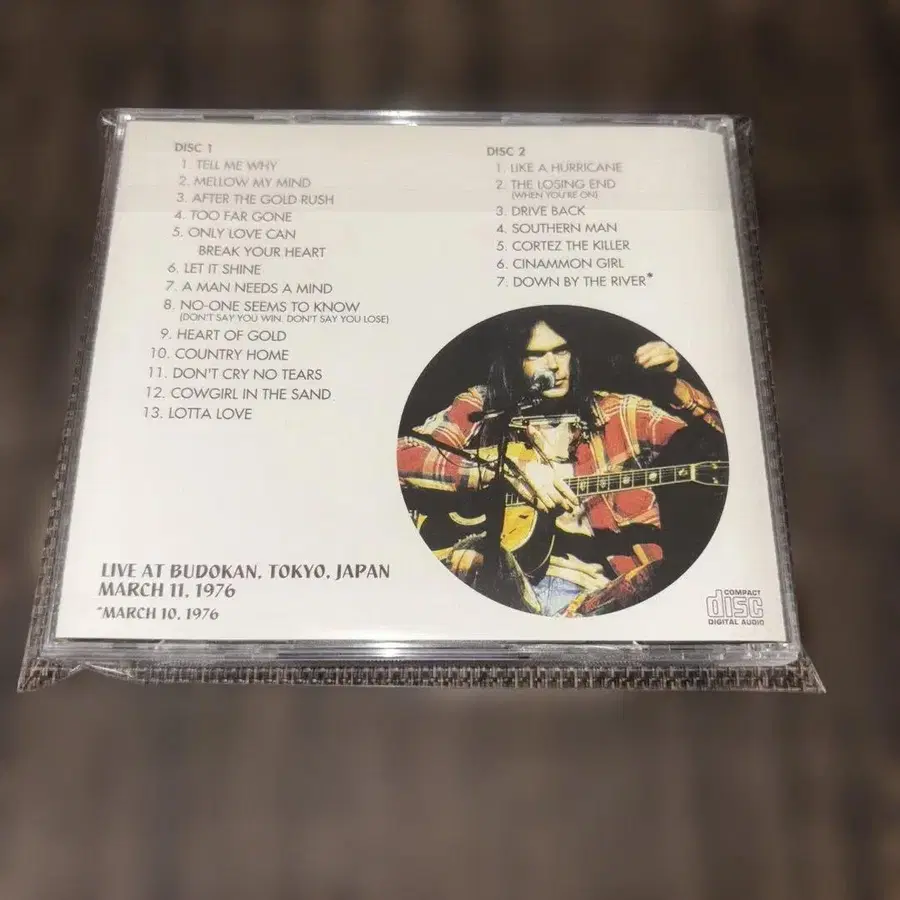 DISC 1
1. TELL ME WHY
2. MELLOW MY MIND
3. AFTER THE GOLD RUSH
4. TOO FAR GONE
5. ONLY LOVE CAN
BREAK YOUR HEART
6. LET IT SHINE
7. A MAN NEEDS A MIND
8. NO-ONE SEEMS TO KNOW
(DON'T SAY YOU WIN. DON'T SAY YOU LOSE)
9. HEART OF GOLD
10. COUNTRY HOME
11. DON'T CRY NO TEARS
12. COWGIRL IN THE SAND
13. LOTTA LOVE
DISC 2
1. LIKE A HURRICANE
2. THE LOSING END
(WHEN YOU'RE ON)
3. DRIVE BACK
4. SOUTHERN MAN
5. CORTEZ THE KILLER
6. CINAMMON GIRL
7. DOWN BY THE RIVER*
LIVE AT BUDOKAN, TOKYO, JAPAN
MARCH 11, 1976
*MARCH 10, 1976
COMPACT
disc
DIGITAL AUDIO